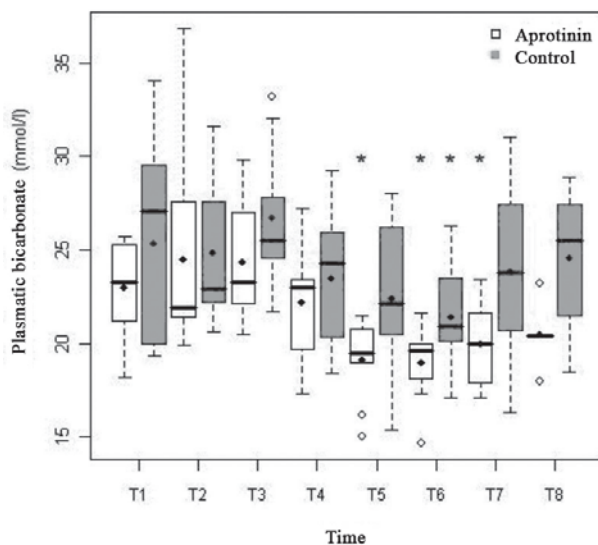 Aprotinin
Control
Plasmatic bicarbonate (mmol/l)
35
30
25
20
15
* * * *
T1 T2 T3 T4 T5 T6 T7 T8
Time